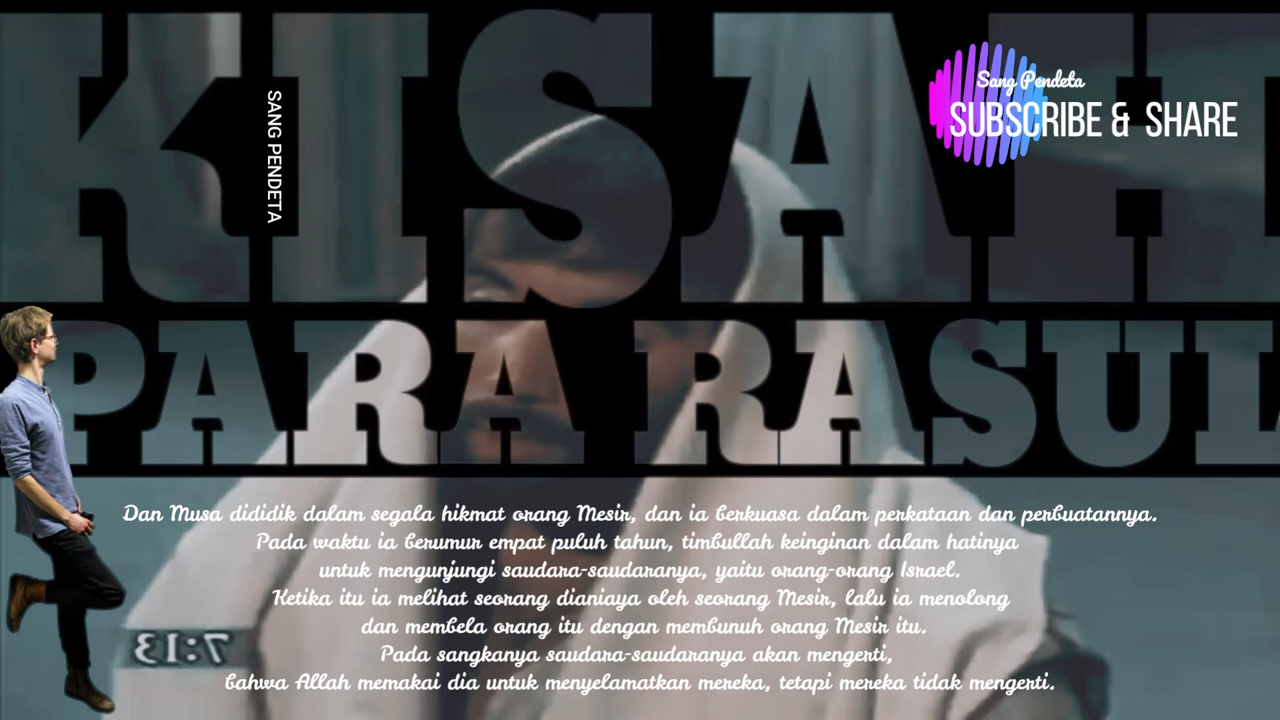 KISAH
PARA RASUL
SANG PENDETA
Sang Pendeta
SUBSCRIBE & SHARE
Dan Musa dididik dalam segala hikmat orang Mesir, dan ia berkuasa dalam perkataan dan perbuatannya.
Pada waktu ia berumur empat puluh tahun, timbullah keinginan dalam hatinya
untuk mengunjungi saudara-saudaranya, yaitu orang-orang Israel.
Ketika itu ia melihat seorang dianiaya oleh seorang Mesir, lalu ia menolong
dan membela orang itu dengan membunuh orang Mesir itu.
Pada sangkanya saudara-saudaranya akan mengerti,
bahwa Allah memakai dia untuk menyelamatkan mereka, tetapi mereka tidak mengerti.
7:13